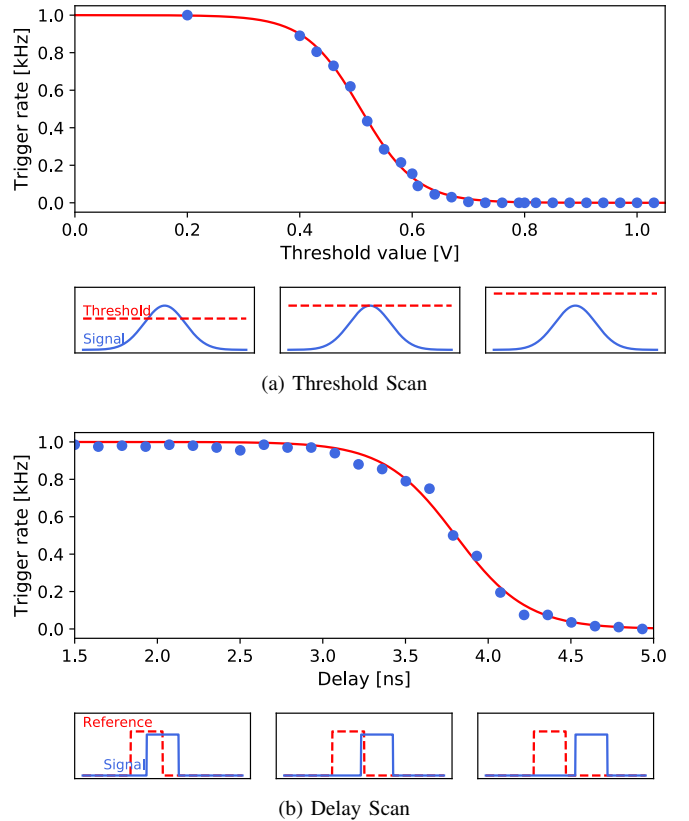 1.0
0.8
0.6
0.4
0.2
0.0
Trigger rate [kHz]
0.0 0.2 0.4 0.6 0.8 1.0
Threshold value [V]
Threshold
Signal
(a) Threshold Scan
1.0
0.8
0.6
0.4
0.2
0.0
Trigger rate [kHz]
1.5 2.0 2.5 3.0 3.5 4.0 4.5 5.0
Delay [ns]
Reference
Signal
(b) Delay Scan